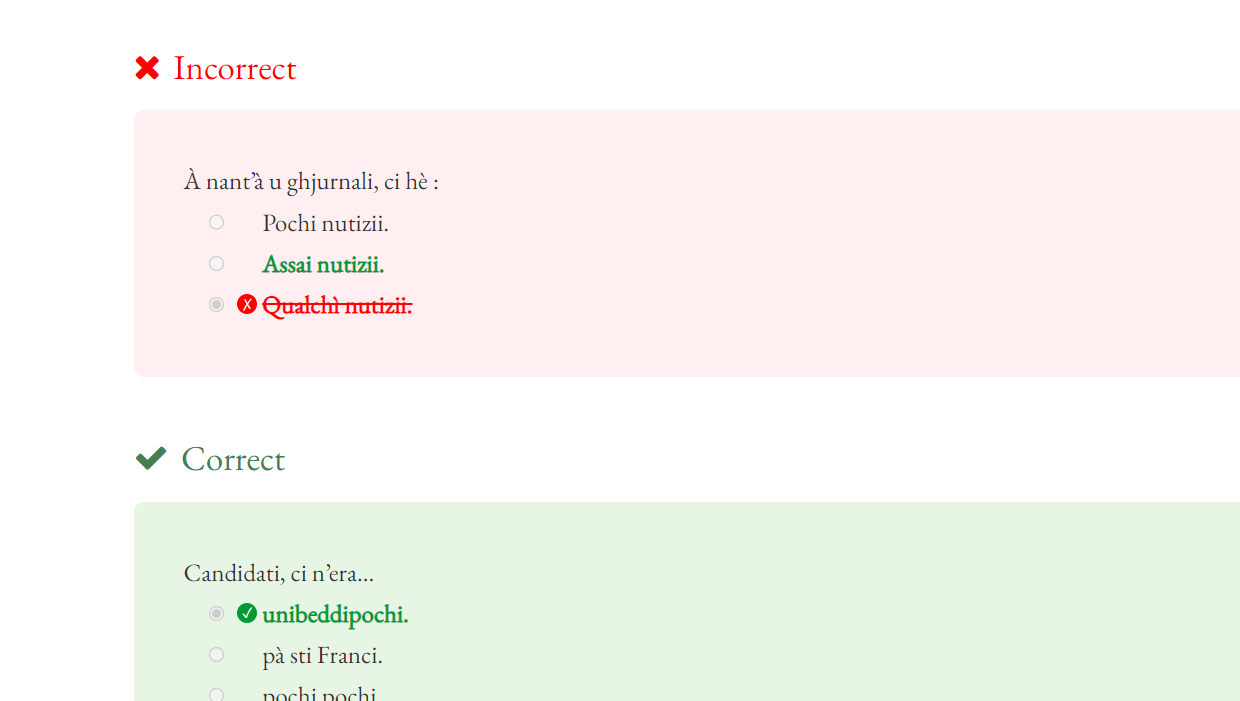 Incorrect
À nant’à u ghjurnali, ci hè :
Pochi nutizii.
Assai nutizii.
Qualchì nutizii.
Correct
Candidati, ci n’era…
unibeddipochi.
pà sti Franci.
pochi pochi